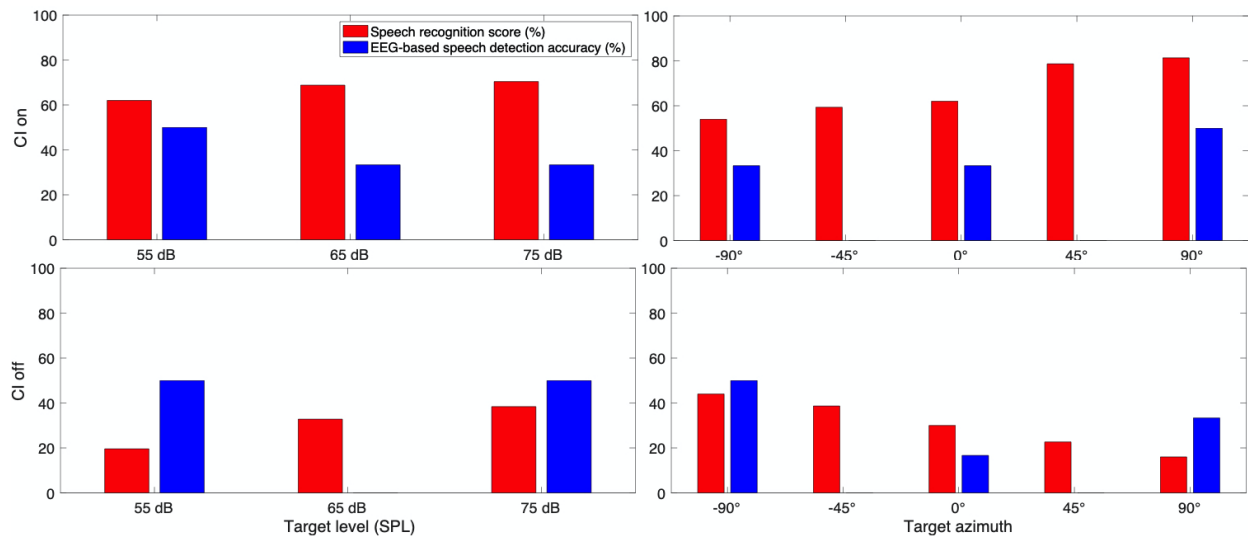 100
80
60
40
20
0
CI on
Speech recognition score (%)
EEG-based speech detection accuracy (%)
55 dB
65 dB
75 dB
100
80
60
40
20
0
-90°
-45°
0°
45°
90°
100
80
60
40
20
0
CI off
55 dB
65 dB
75 dB
Target level (SPL)
100
80
60
40
20
0
-90°
-45°
0°
45°
90°
Target azimuth